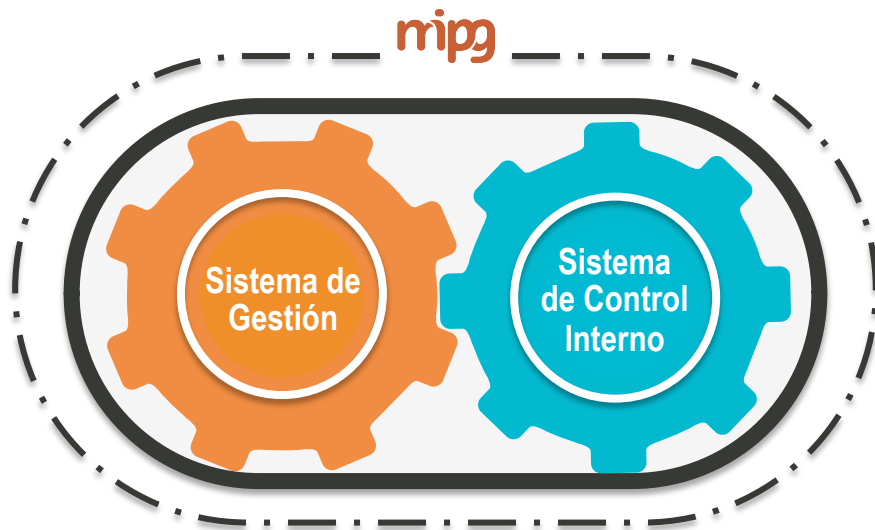 mipg
Sistema de
Gestión
Sistema
de Control
Interno